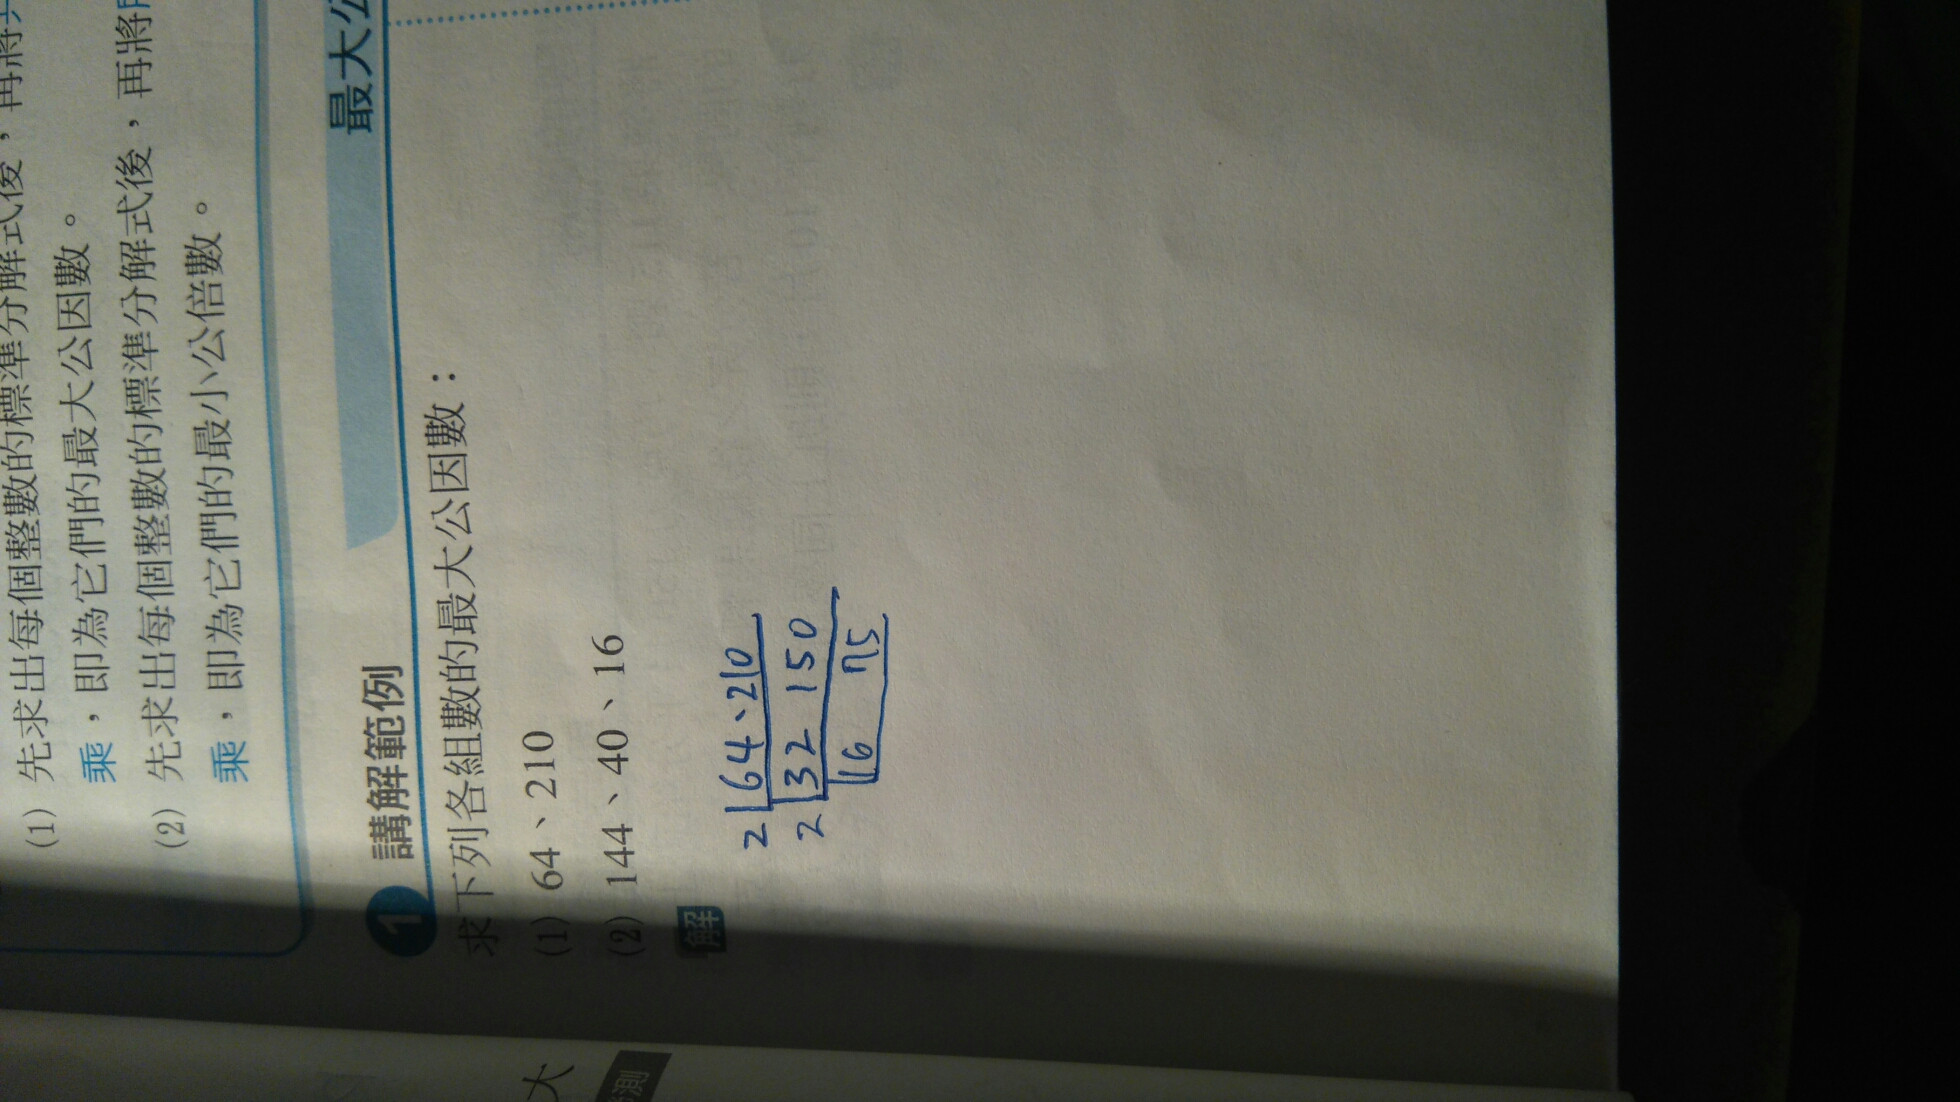 (1) 先求出每個整數的標準分解式後，再將
乘，即為它們的最大公因數。
(2) 先求出每個整數的標準分解式後，再將
乘，即為它們的最小公倍數。
最大公
1 講解範例
求下列各組數的最大公因數：
(1) 64、210
(2) 144、40、16
解
2 64、210
2 32 150
16 75
大
測